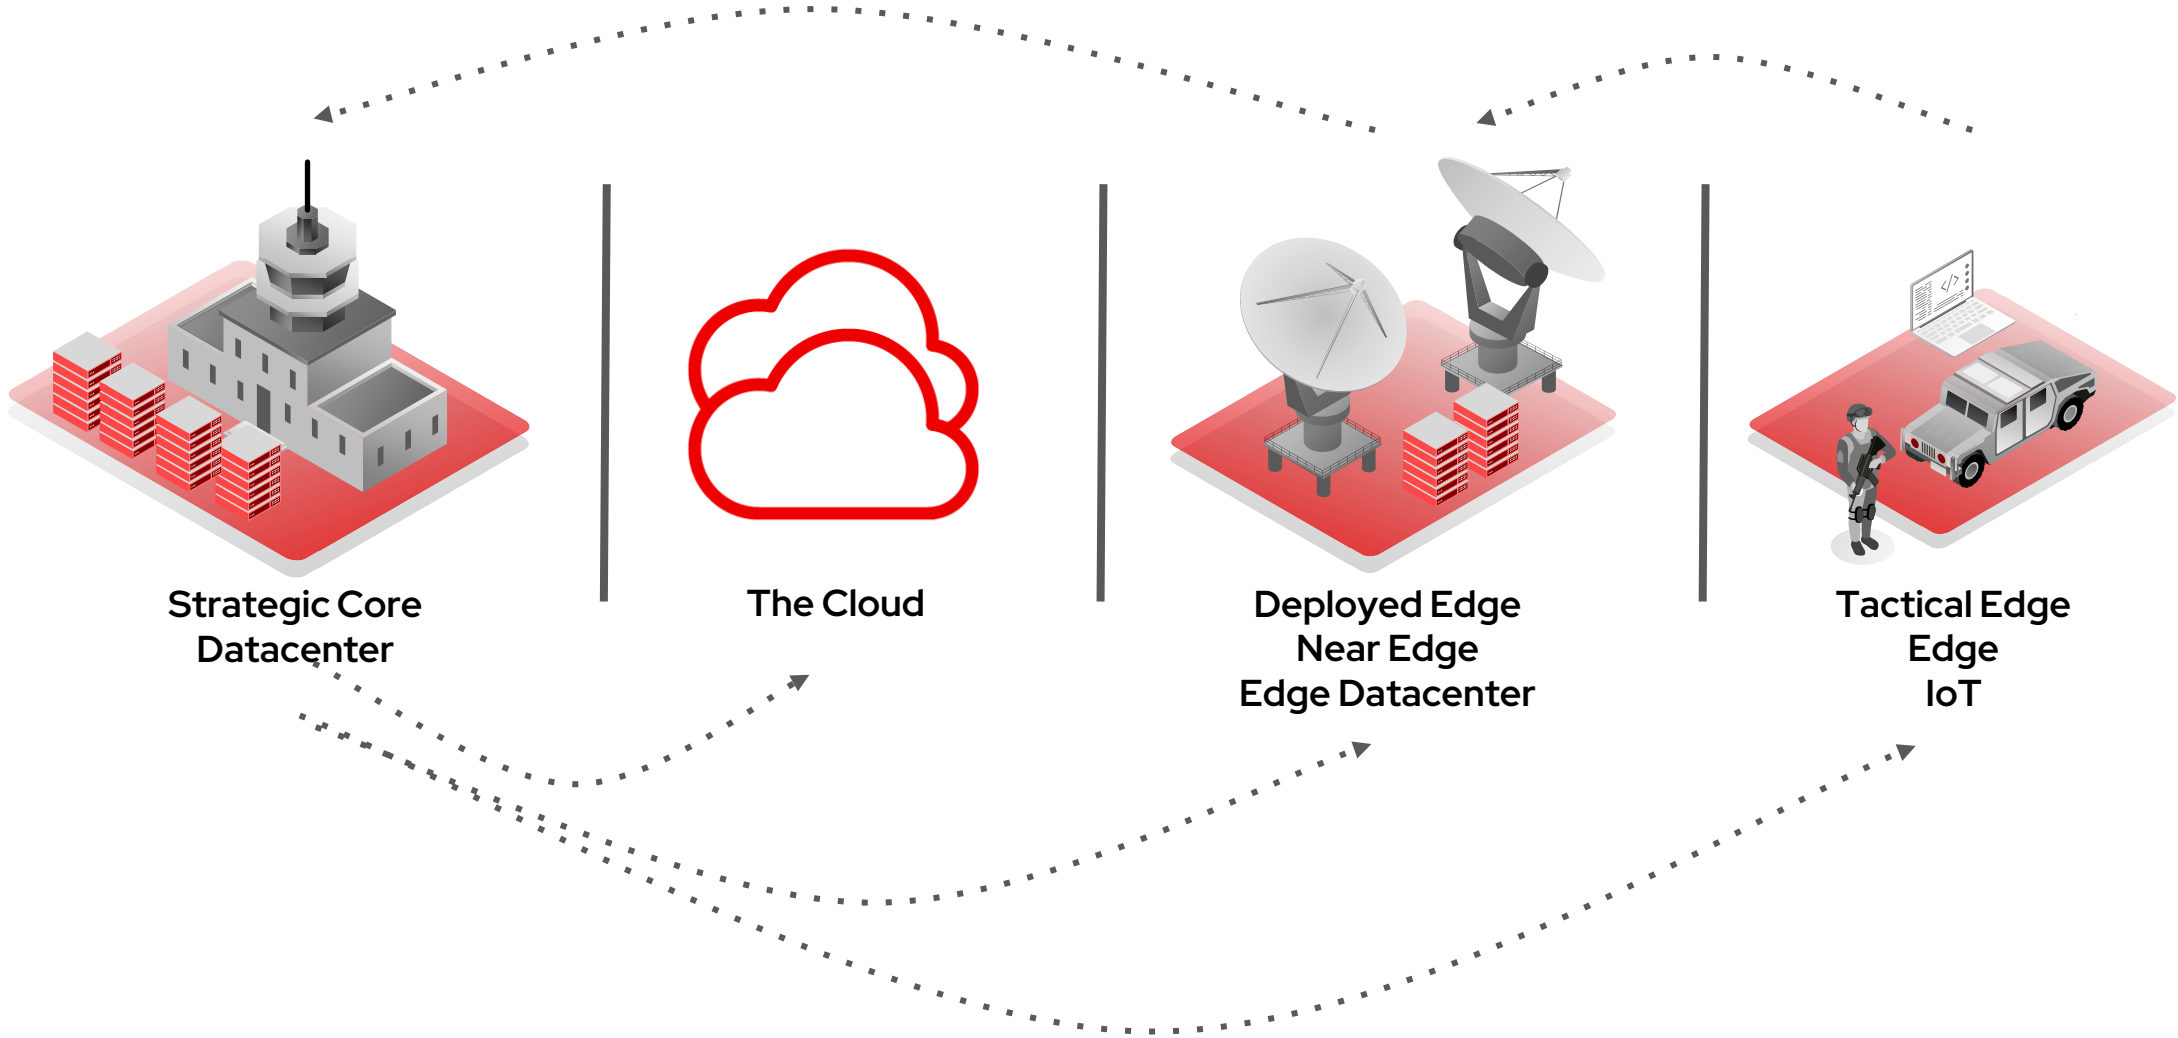 Strategic Core
Datacenter
The Cloud
Deployed Edge
Near Edge
Edge Datacenter
Tactical Edge
Edge
IoT